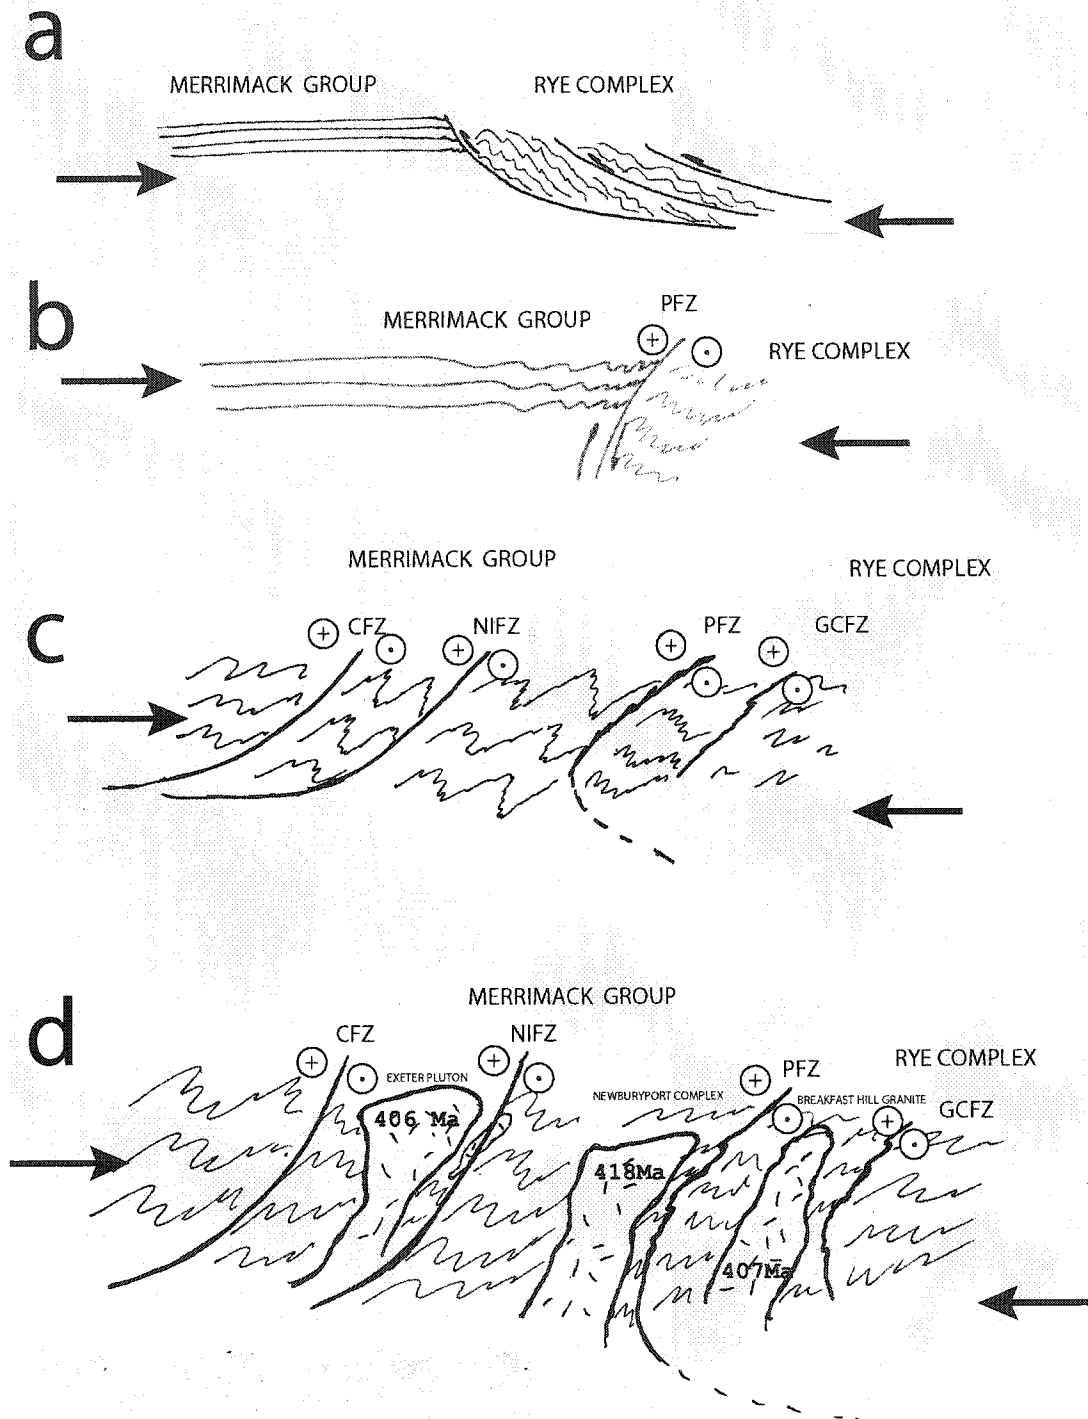 a
MERRIMACK GROUP RYE COMPLEX
b
PFZ
MERRIMACK GROUP
RYE COMPLEX
c
MERRIMACK GROUP
RYE COMPLEX
CFZ NIFZ PFZ GCFZ
d
MERRIMACK GROUP
CFZ NIFZ
RYE COMPLEX
PFZ
EXETER PLUTON
NEWBURYPORT COMPLEX
BREAKFAST HILL GRANITE
GCFZ
406 Ma
418Ma
407Ma